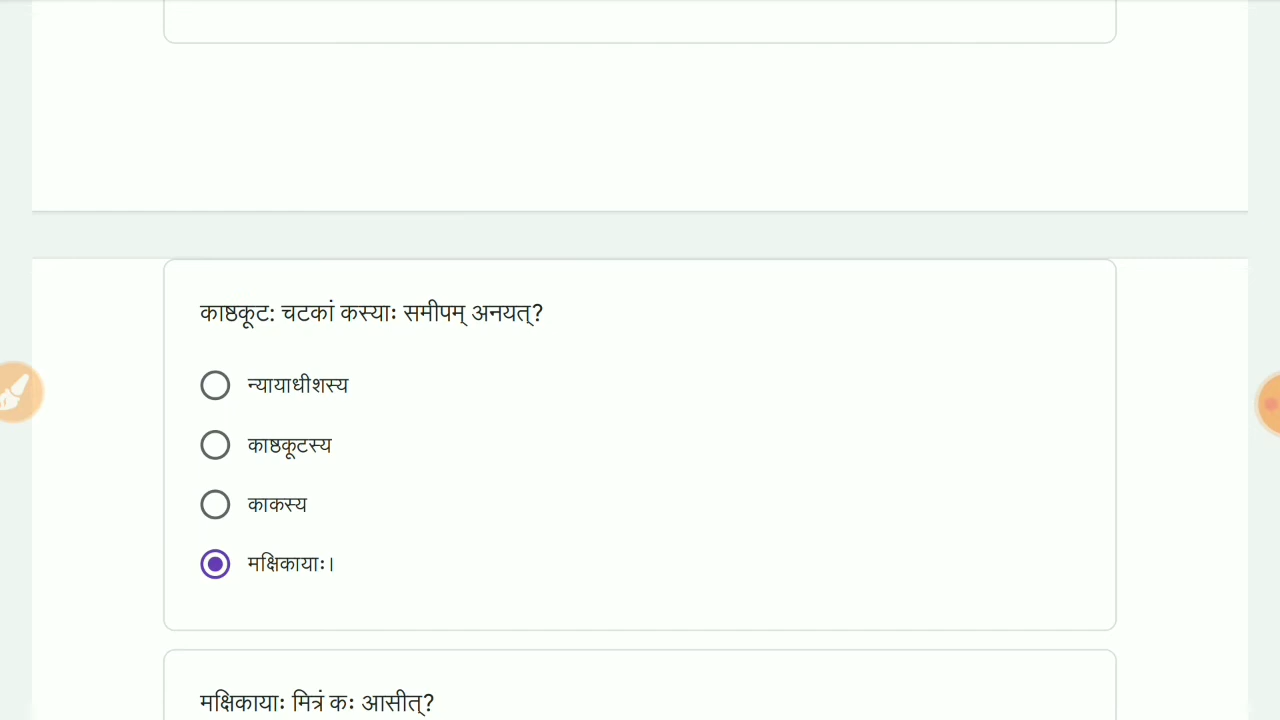 काष्ठकूट: चटकां कस्याः समीपम् अनयत्?
न्यायाधीशस्य
काष्ठकूटस्य
काकस्य
मक्षिकायाः।
मक्षिकायाः मित्रं कः आसीत्?